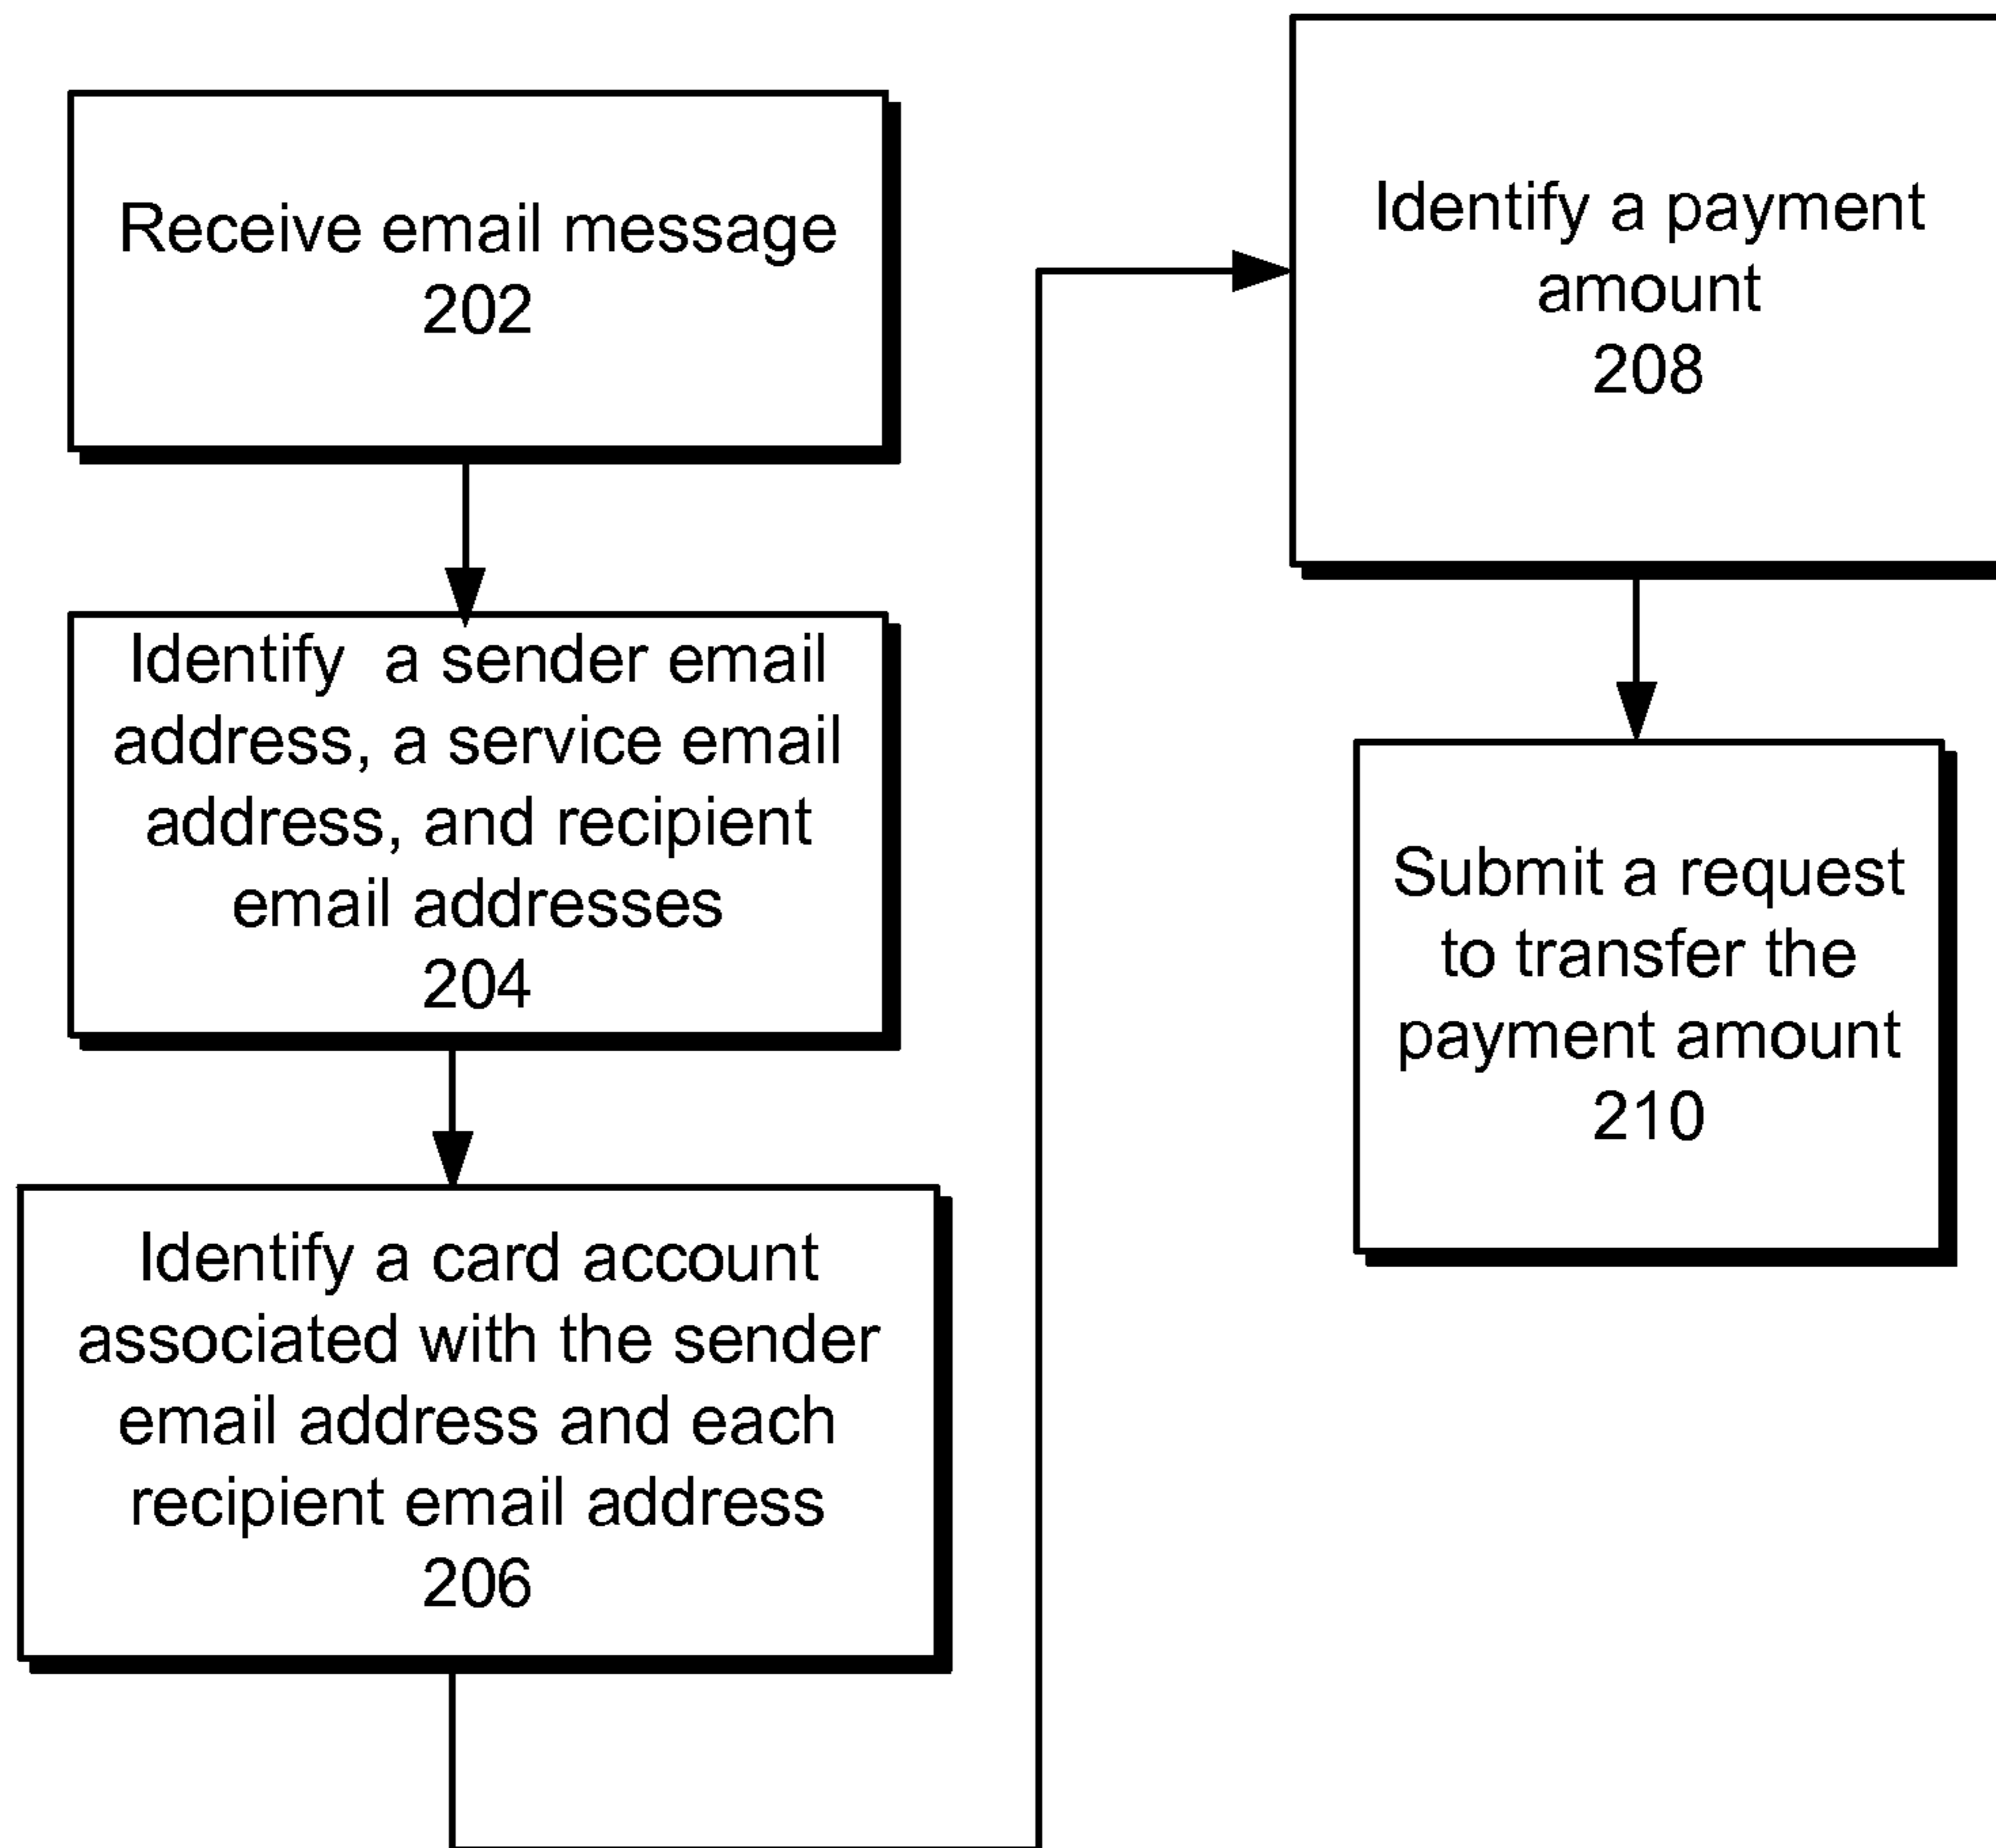 Receive email message
202
Identify a sender email
address, a service email
address, and recipient
email addresses
204
Identify a card account
associated with the sender
email address and each
recipient email address
206
Identify a payment
amount
208
Submit a request
to transfer the
payment amount
210